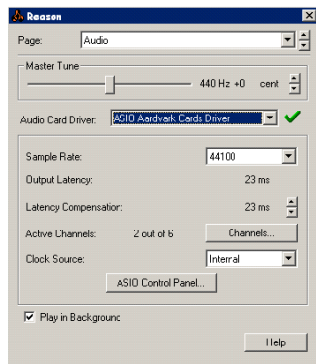 Reason
Page: Audio
Master Tune
440 Hz +0 cent
Audio Card Driver: ASIO Aardvark Cards Driver
Sample Rate: 44100
Output Latency: 23 ms
Latency Compensation: 23 ms
Active Channels: 2 out of 6 Channels...
Clock Source: Internal
ASIO Control Panel...
Play in Background
Help